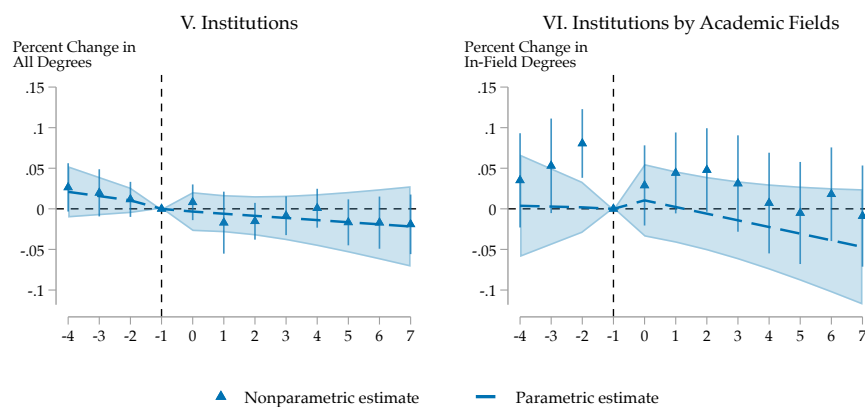 V. Institutions
Percent Change in
All Degrees
.15
.1
.05
0
-.05
-.1
-4 -3 -2 -1 0 1 2 3 4 5 6 7
VI. Institutions by Academic Fields
Percent Change in
In-Field Degrees
.15
.1
.05
0
-.05
-.1
-4 -3 -2 -1 0 1 2 3 4 5 6 7
Nonparametric estimate Parametric estimate